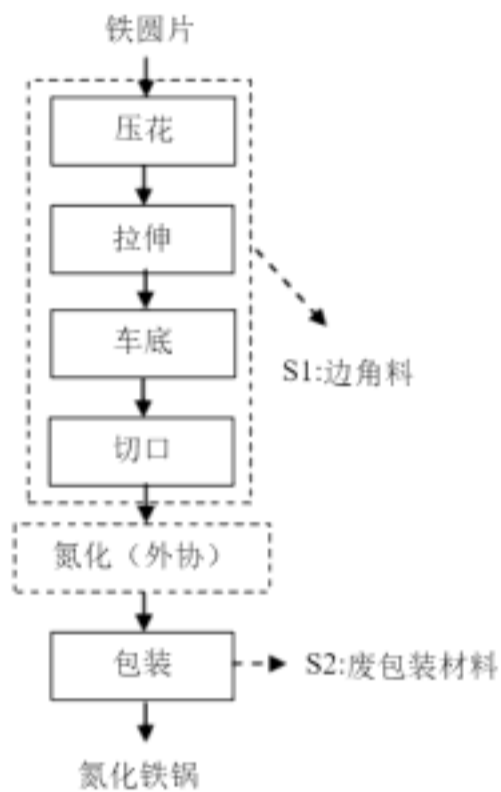 铁圆片
压花
拉伸
车底
S1:边角料
切口
氮化（外协）
包装
S2:废包装材料
氮化铁锅